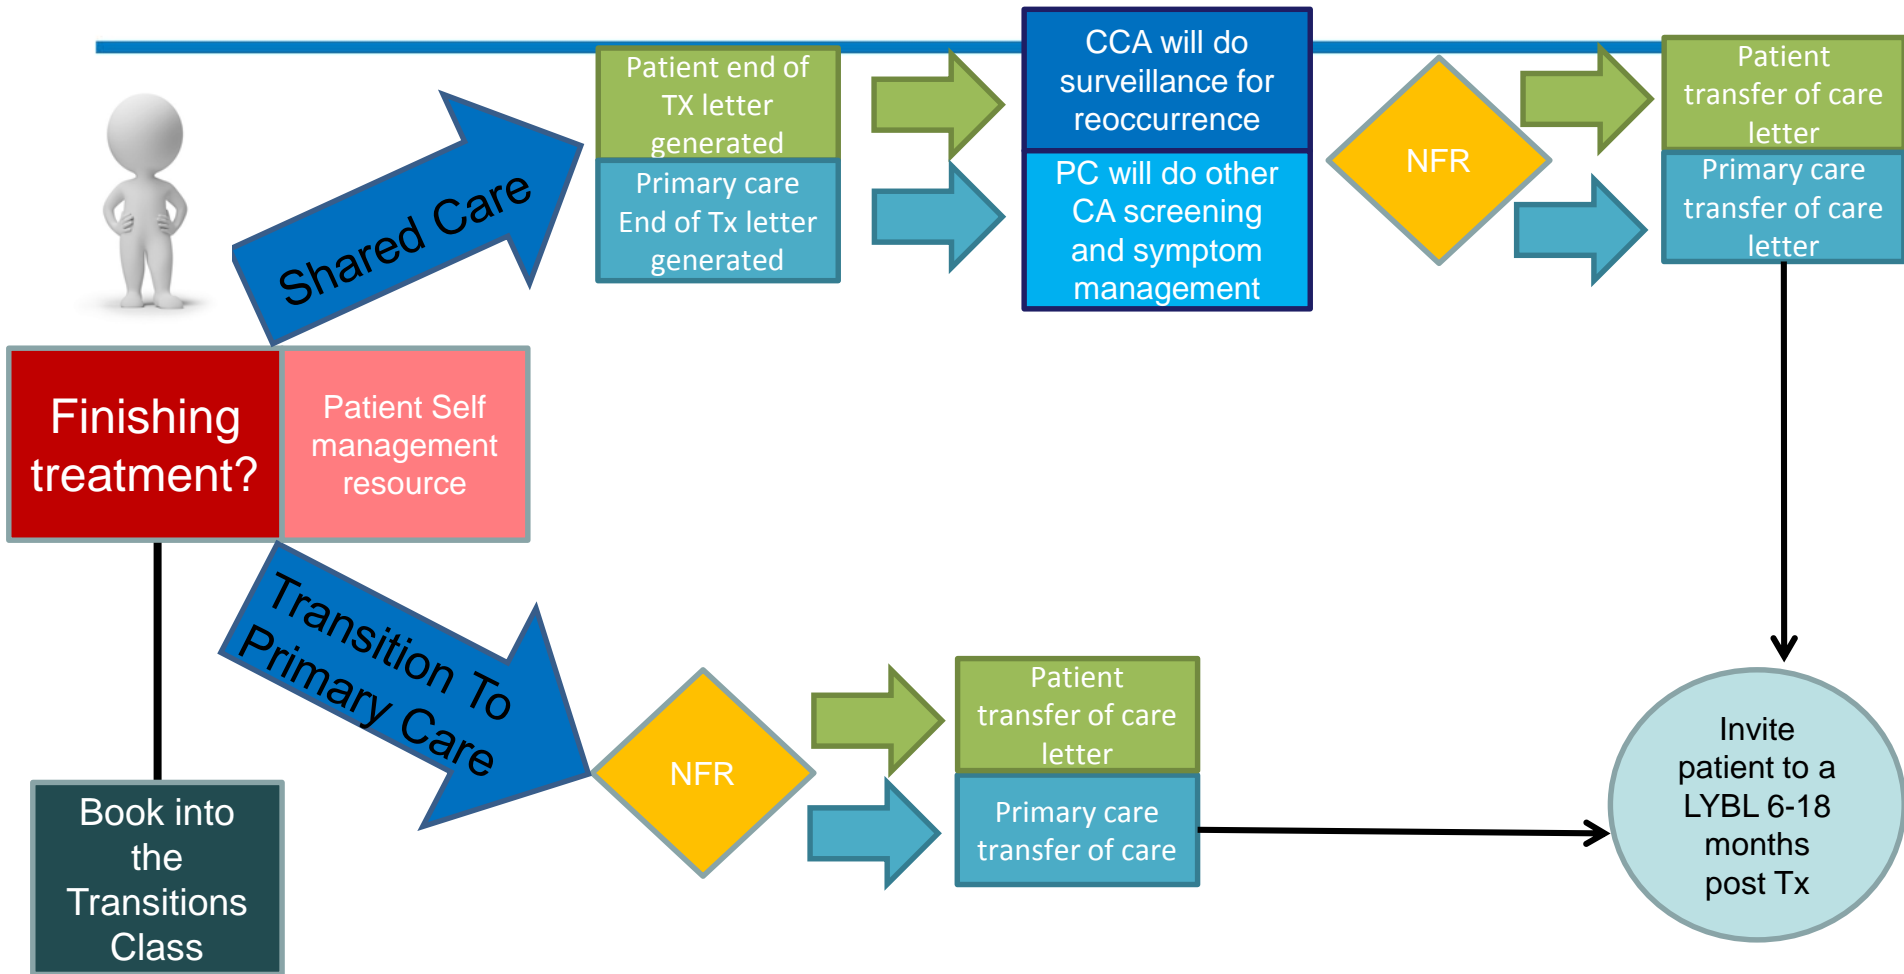 Patient end of
TX letter
generated
Primary care
End of Tx letter
generated
CCA will do
surveillance for
reoccurrence
PC will do other
CA screening
and symptom
management
NFR
Patient
transfer of care
letter
Primary care
transfer of care
letter
Shared Care
Finishing
treatment?
Patient Self
management
resource
Transition To
Primary Care
NFR
Patient
transfer of care
letter
Primary care
transfer of care
Invite
patient to a
LYBL 6-18
months
post Tx
Book into
the
Transitions
Class